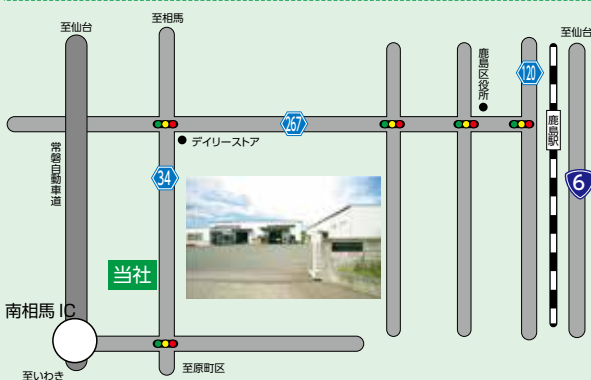 至仙台
至相馬
至仙台
鹿島区役所
120
267
デイリーストア
鹿島駅
常磐自動車道
34
6
当社
南相馬IC
至原町区
至いわき